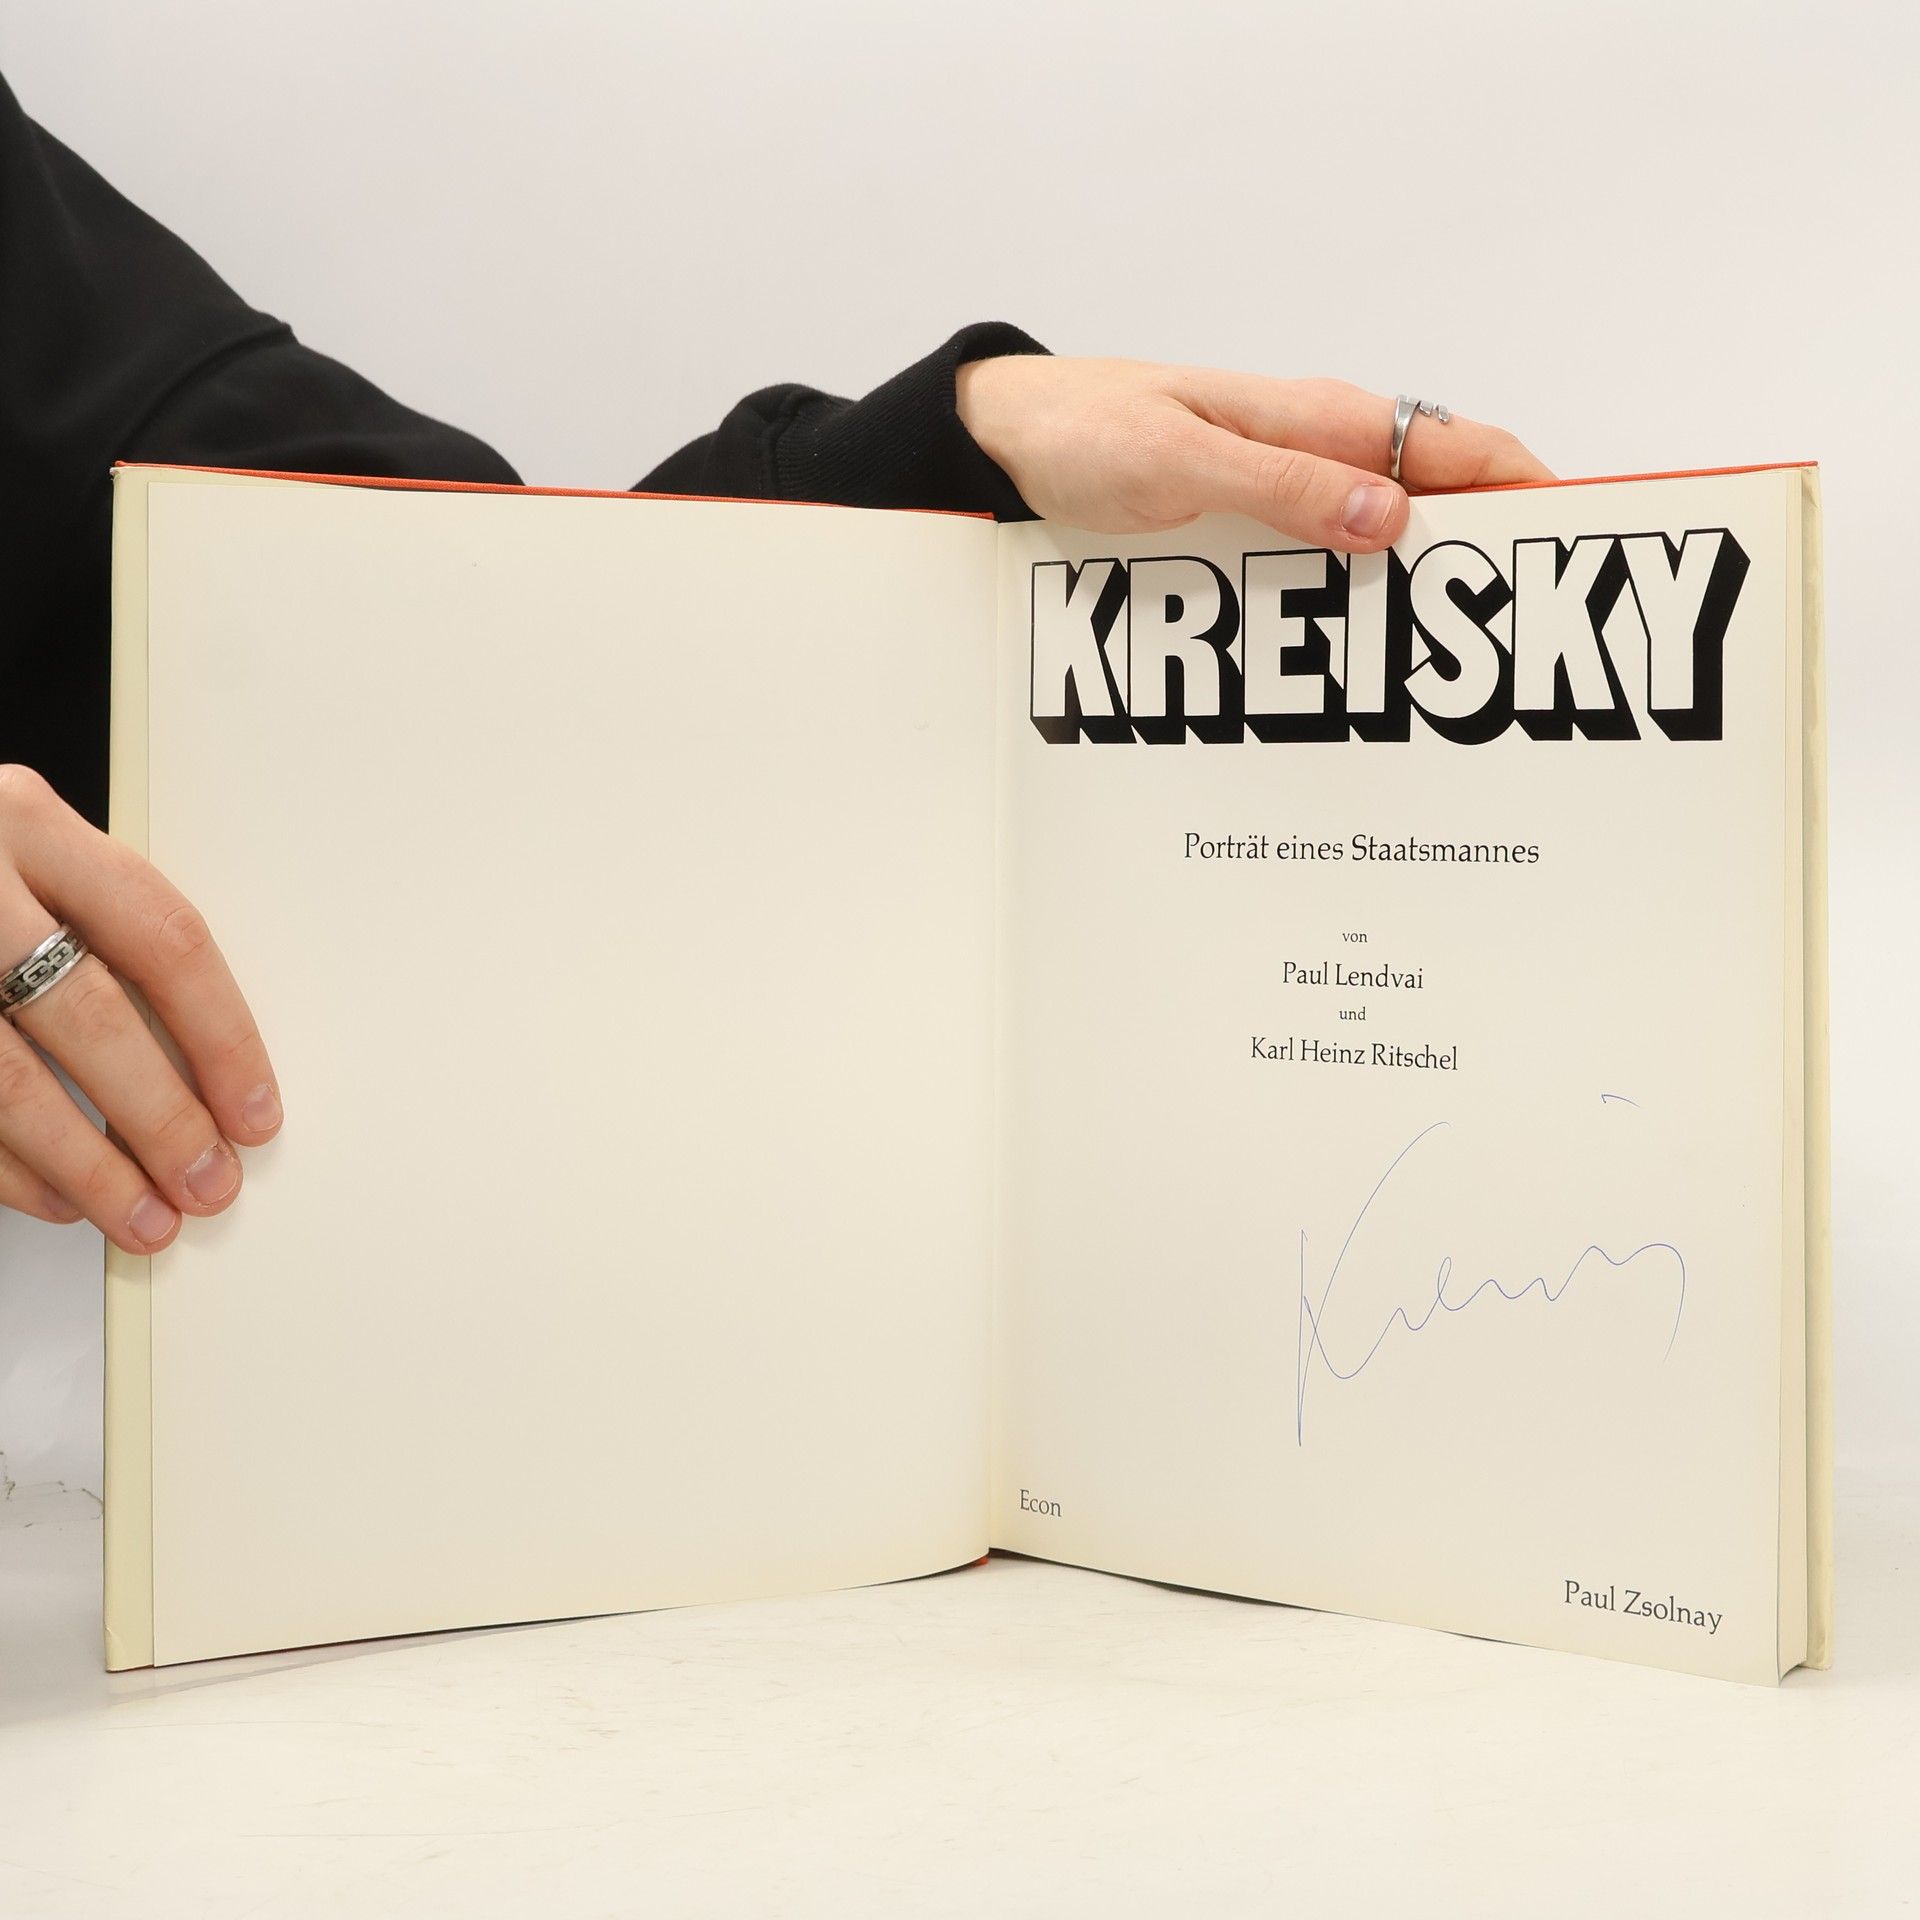 KREISKY
Porträt eines Staatsmannes
von
Paul Lendvai
und
Karl Heinz Ritschel
Econ
Paul Zsolnay